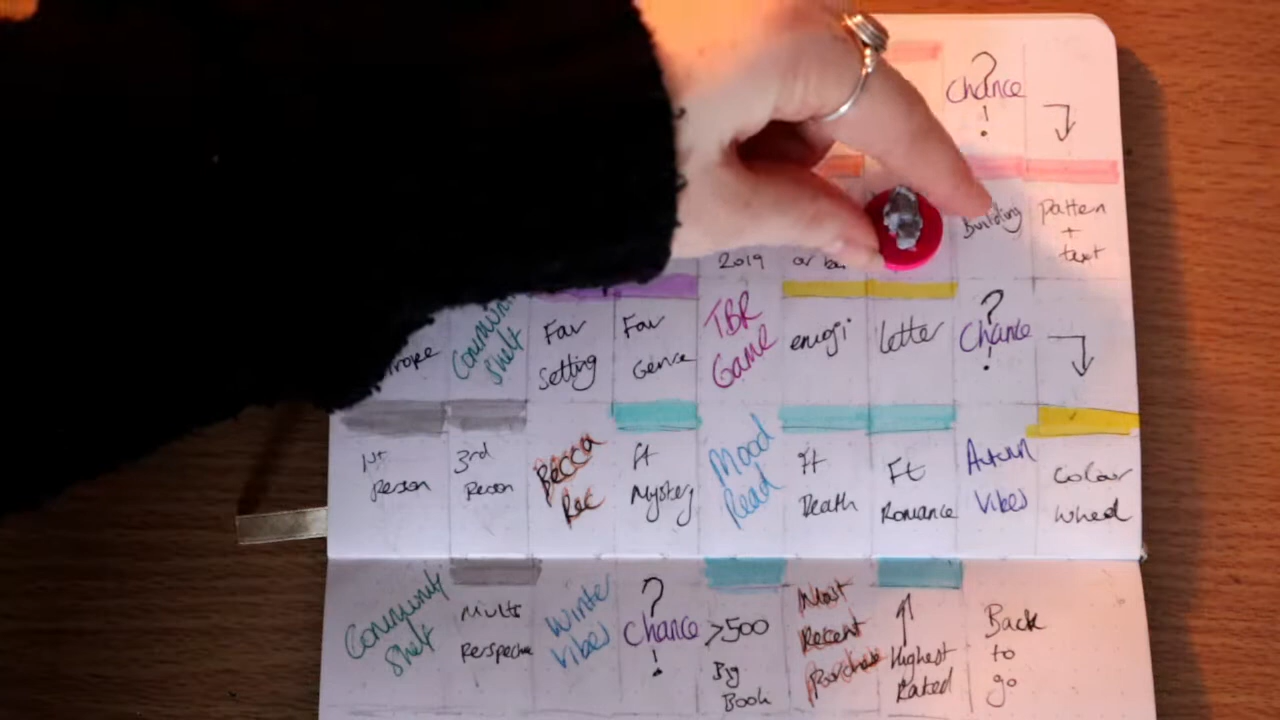 ?
Chance
!
Building
Pattern
+
text
2019
Community
Shelf
Fav
Setting
Fav
Genre
TBR
Game
emoji
letter
?
Chance
!
1st
Person
3rd
Person
Becca
Rec
Ft
Mystery
Mood
Read
Ft
Death
Ft
Romance
Autumn
Vibes
Colour
Wheel
Community
Shelf
Multi
Perspective
Winter
Vibes
?
Chance
!
>500
Big
Book
Most
Recent
Purchase
Highest
Rated
Back
to
go